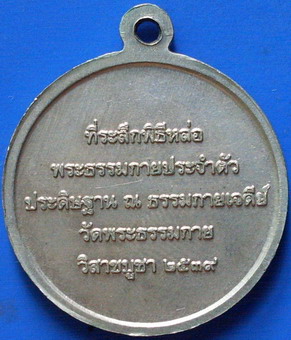 ที่ระลึกพิธีหล่อ
พระธรรมกายประจำตัว
ประดิษฐาน ณ ธรรมกายเจดีย์
วัดพระธรรมกาย
วิสาขบูชา ๒๕๓๙